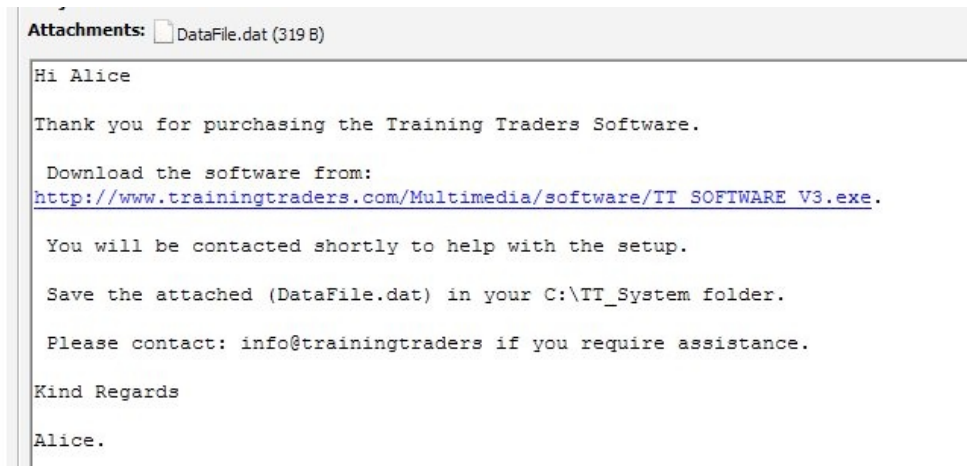 Attachments: DataFile.dat (319 B)
Hi Alice
Thank you for purchasing the Training Traders Software.
Download the software from:
http://www.trainingtraders.com/Multimedia/software/TT SOFTWARE V3.exe.
You will be contacted shortly to help with the setup.
Save the attached (DataFile.dat) in your C:\TT_System folder.
Please contact: info@trainingtraders if you require assistance.
Kind Regards
Alice.